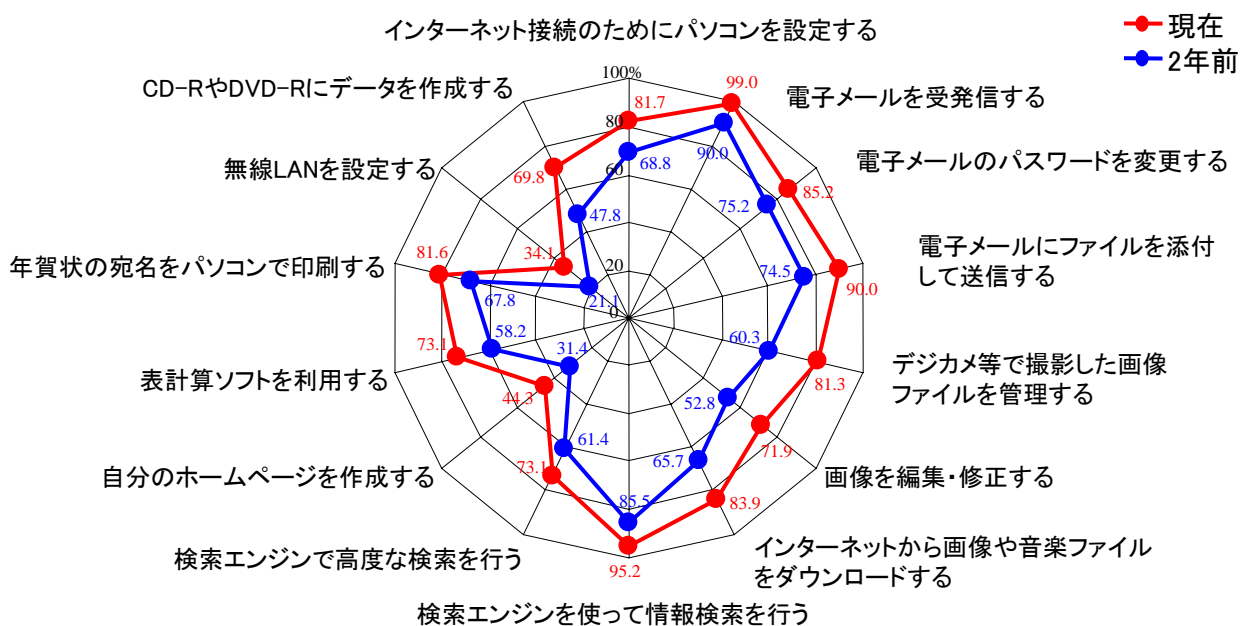 インターネット接続のためにパソコンを設定する
現在
2年前
CD-RやDVD-Rにデータを作成する
100%
99.0
電子メールを受発信する
81.7
80
90.0
無線LANを設定する
69.8
60
68.8
電子メールのパスワードを変更する
85.2
75.2
47.8
年賀状の宛名をパソコンで印刷する
81.6
34.1
20
74.5
電子メールにファイルを添付
して送信する
90.0
67.8
21.1
0
58.2
60.3
デジカメ等で撮影した画像
ファイルを管理する
81.3
表計算ソフトを利用する
73.1
31.4
44.3
52.8
71.9
自分のホームページを作成する
61.4
65.7
画像を編集・修正する
73.1
85.5
83.9
検索エンジンで高度な検索を行う
インターネットから画像や音楽ファイル
をダウンロードする
95.2
検索エンジンを使って情報検索を行う